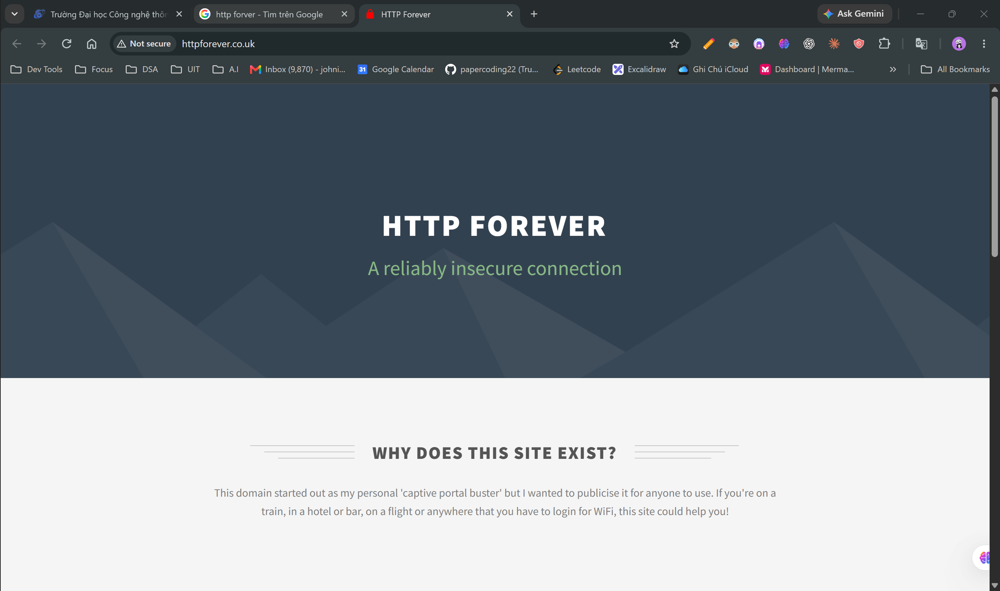 Trường Đại học Công nghệ thôn
http forver - Tìm trên Google
HTTP Forever
Ask Gemini
Not secure
httpforever.co.uk
Dev Tools
Focus
DSA
UIT
A.I
Inbox (9,870) - johni...
31
Google Calendar
papercoding22 (Tru...
Leetcode
Excalidraw
Ghi Chú iCloud
Dashboard | Merma...
All Bookmarks
HTTP FOREVER
A reliably insecure connection
WHY DOES THIS SITE EXIST?
This domain started out as my personal 'captive portal buster' but I wanted to publicise it for anyone to use. If you're on a
train, in a hotel or bar, on a flight or anywhere that you have to login for WiFi, this site could help you!